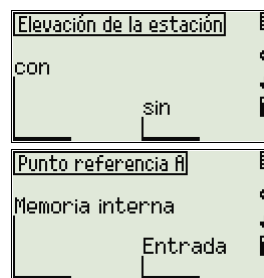 Elevación de la estación
con
sin
Punto referencia A
Memoria interna
Entrada